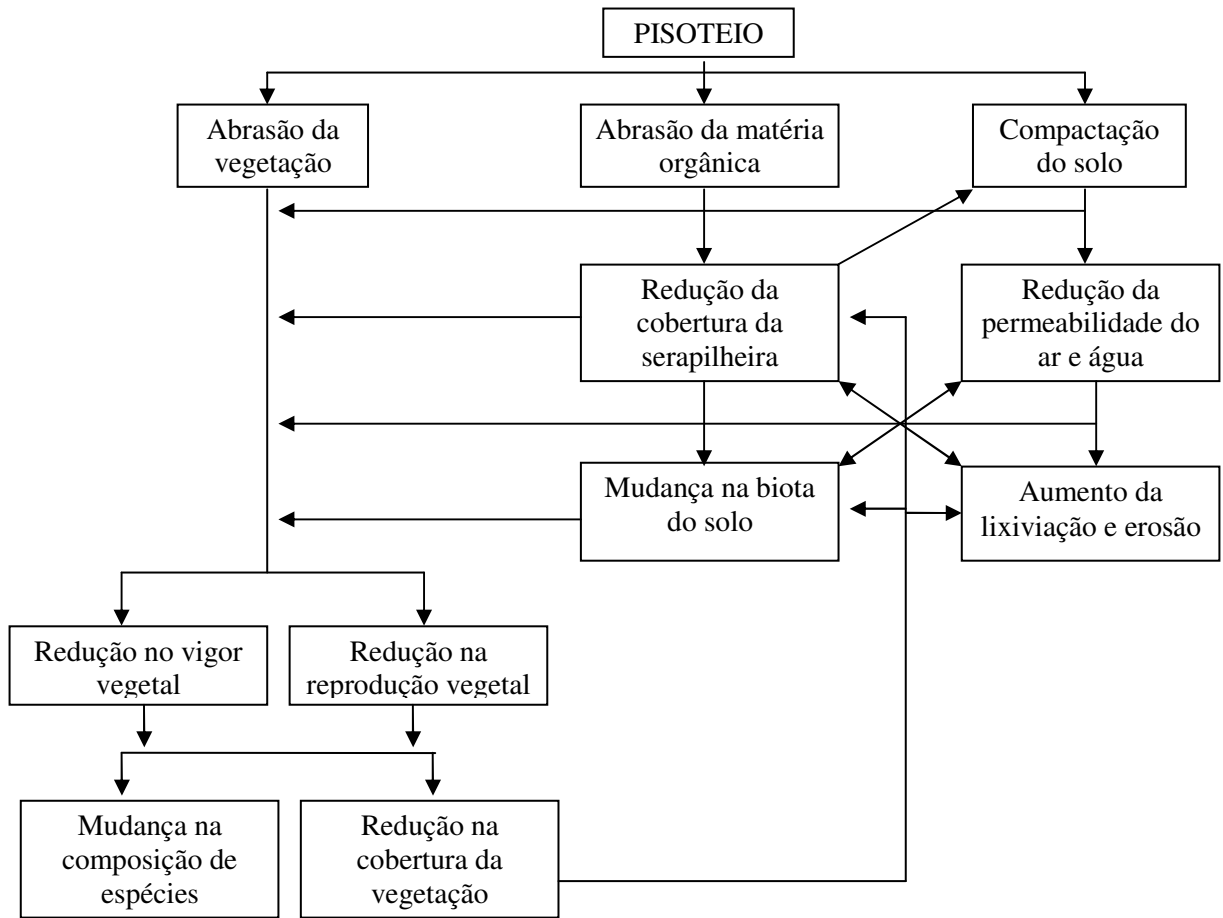 PISOTEIO
Abrasão da
vegetação
Abrasão da matéria
orgânica
Compactação
do solo
Redução da
cobertura da
serapilheira
Redução da
permeabilidade do
ar e água
Mudança na biota
do solo
Aumento da
lixiviação e erosão
Redução no vigor
vegetal
Redução na
reprodução vegetal
Mudança na
composição de
espécies
Redução na
cobertura da
vegetação